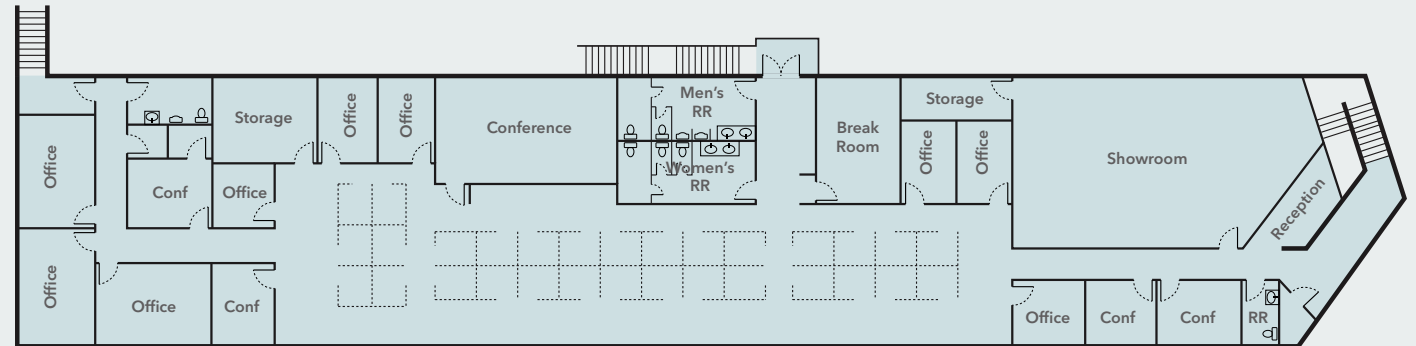 Men's
RR
Storage
Storage
Office
Office
Conference
Break
Room
Office
Office
Office
Showroom
Women's
RR
Conf
Office
Reception
Office
Office
Conf
Office
Conf
Conf
RR